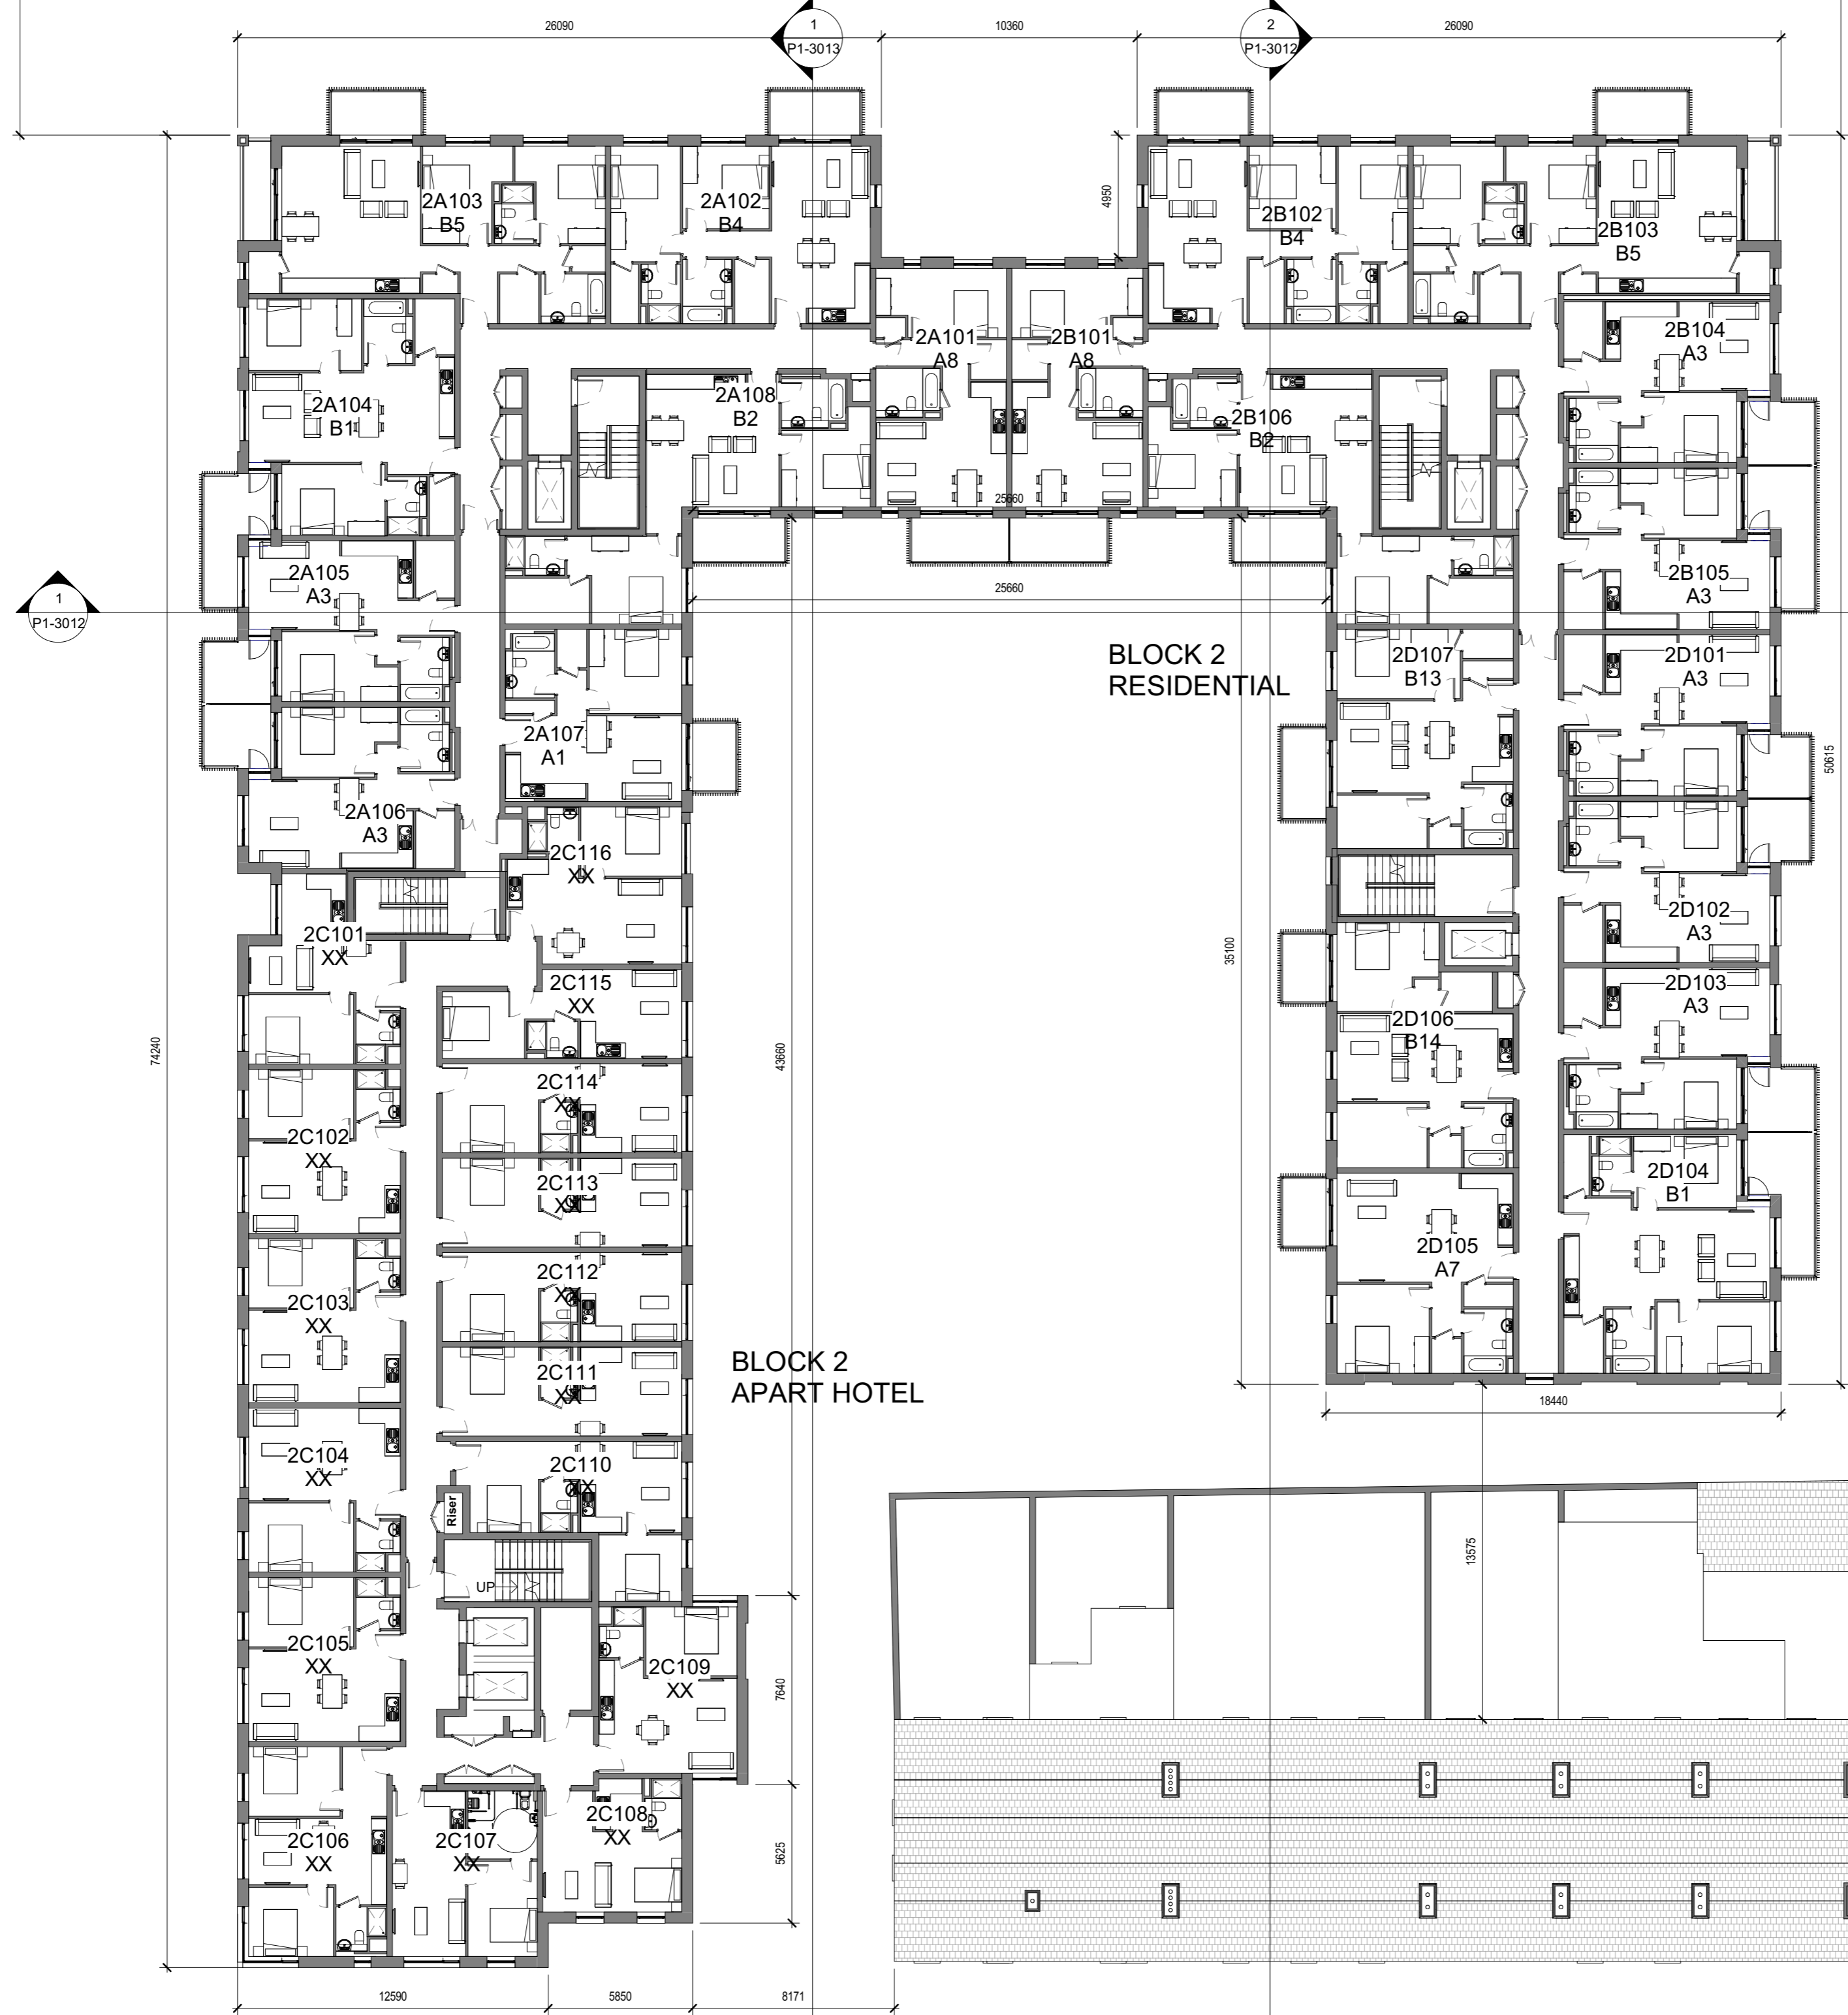 26090
1
P1-3013
10360
2
P1-3012
26090
4950
2A103
B5
2A102
B4
2B102
B4
2B103
B5
2A101
A8
2B101
A8
2B104
A3
2A104
B1
2A108
B2
2B106
B2
25660
2A105
A3
25660
2B105
A3
1
P1-3012
BLOCK 2
RESIDENTIAL
2D107
B13
2D101
A3
2A107
A1
50615
2A106
A3
2C116
XX
2D102
A3
2C101
XX
35100
2C115
XX
2D103
A3
74240
43660
2D106
B14
2C114
XX
2C102
XX
2C113
XX
2D104
B1
2D105
A7
2C112
XX
2C103
XX
2C111
XX
BLOCK 2
APART HOTEL
18440
2C104
XX
2C110
XX
Riser
13575
UP
2C105
XX
2C109
XX
7640
2C108
XX
2C106
XX
2C107
XX
5625
12590
5850
8171